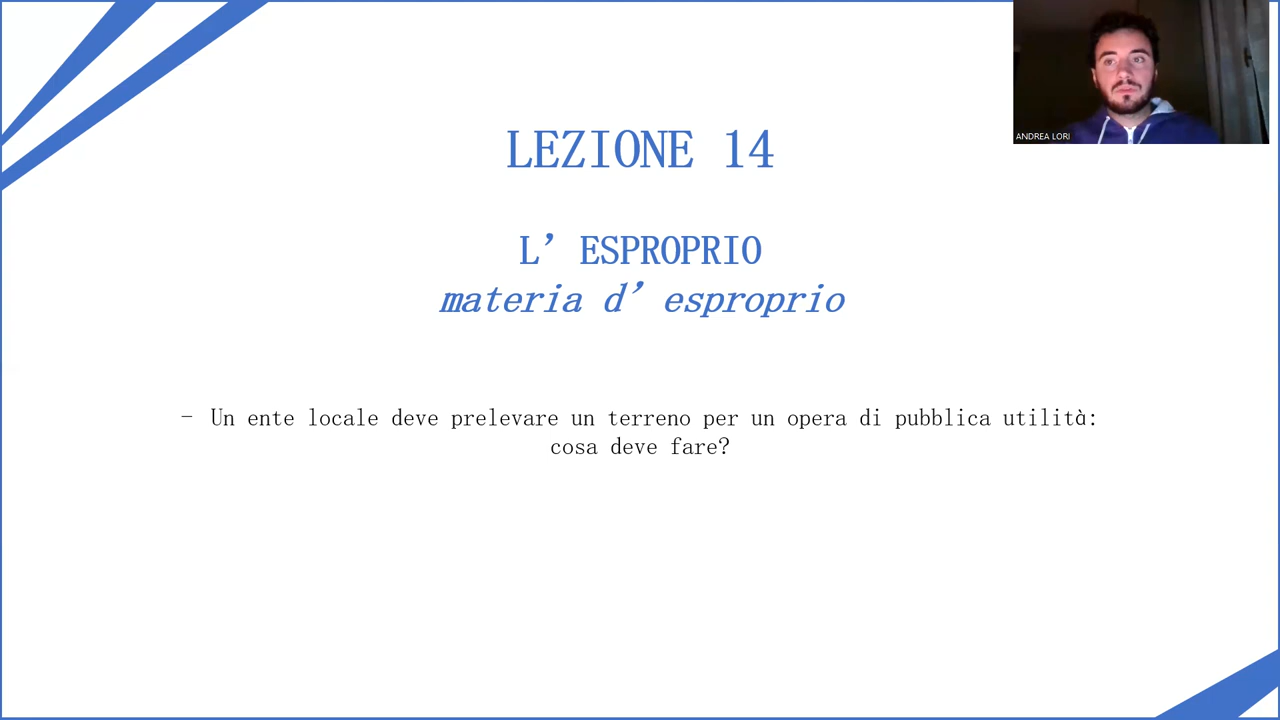 LEZIONE 14
L’ ESPROPRIO
materia d’ esproprio
- Un ente locale deve prelevare un terreno per un opera di pubblica utilità:
cosa deve fare?
ANDREA LORI